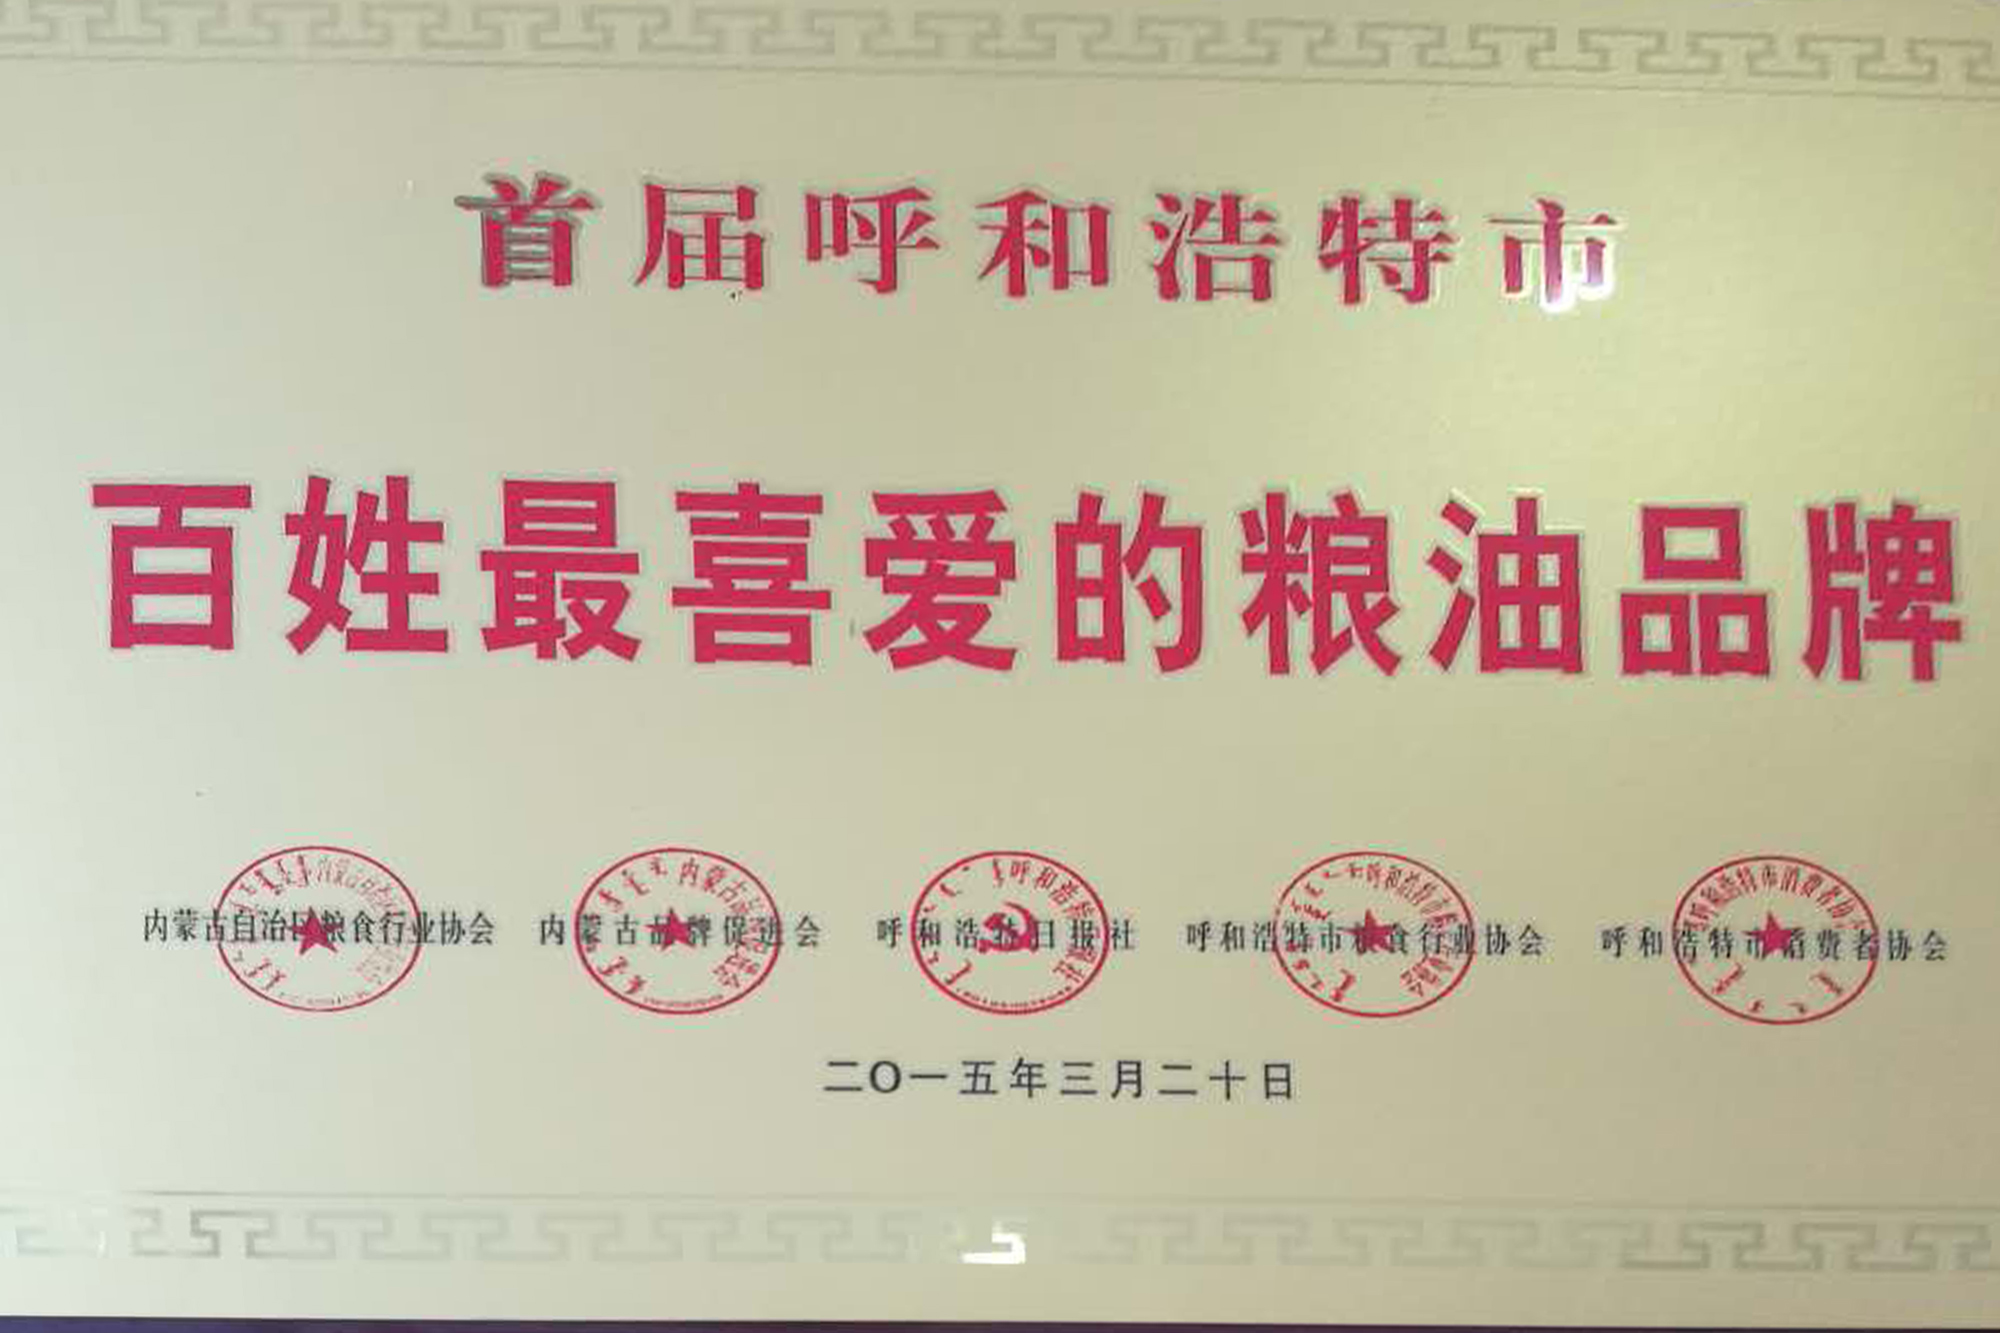 首届呼和浩特市
百姓最喜爱的粮油品牌
内蒙古自治区粮食行业协会 内蒙古品牌促进会 呼和浩特日报社 呼和浩特市粮食行业协会 呼和浩特市消费者协会
二〇一五年三月二十日